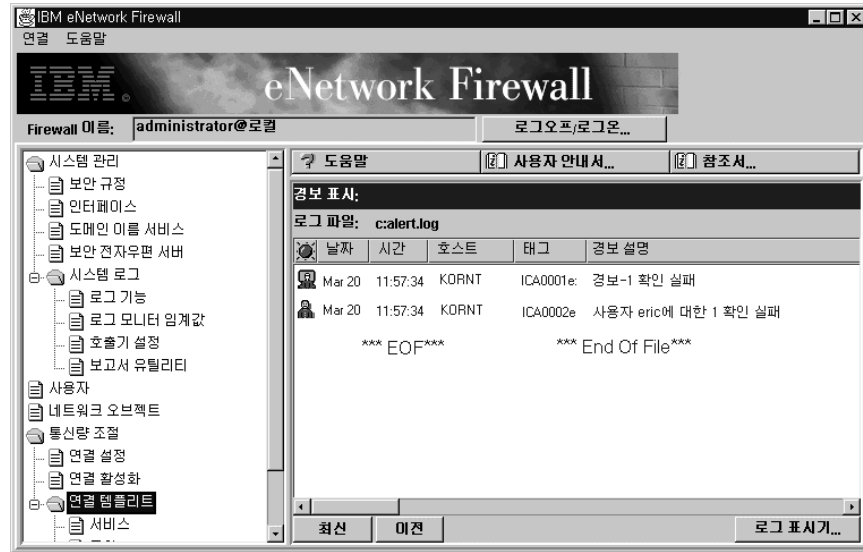 IBM eNetwork Firewall
연결 도움말
IBM eNetwork Firewall
Firewall 이름: administrator@로컬 로그오프/로그온...
시스템 관리
보안 규정
인터페이스
도메인 이름 서비스
보안 전자우편 서버
시스템 로그
로그 기능
로그 모니터 임계값
호출기 설정
보고서 유틸리티
사용자
네트워크 오브젝트
통신량 조절
연결 설정
연결 활성화
연결 템플리트
서비스
도움말 사용자 안내서... 참조서...
경보 표시:
로그 파일: c:alert.log
날짜 시간 호스트 태그 경보 설명
Mar 20 11:57:34 KORNT ICA0001e: 경보-1 확인 실패
Mar 20 11:57:34 KORNT ICA0002e 사용자 eric에 대한 1 확인 실패
*** EOF*** *** End Of File***
최신 이전 로그 표시기...